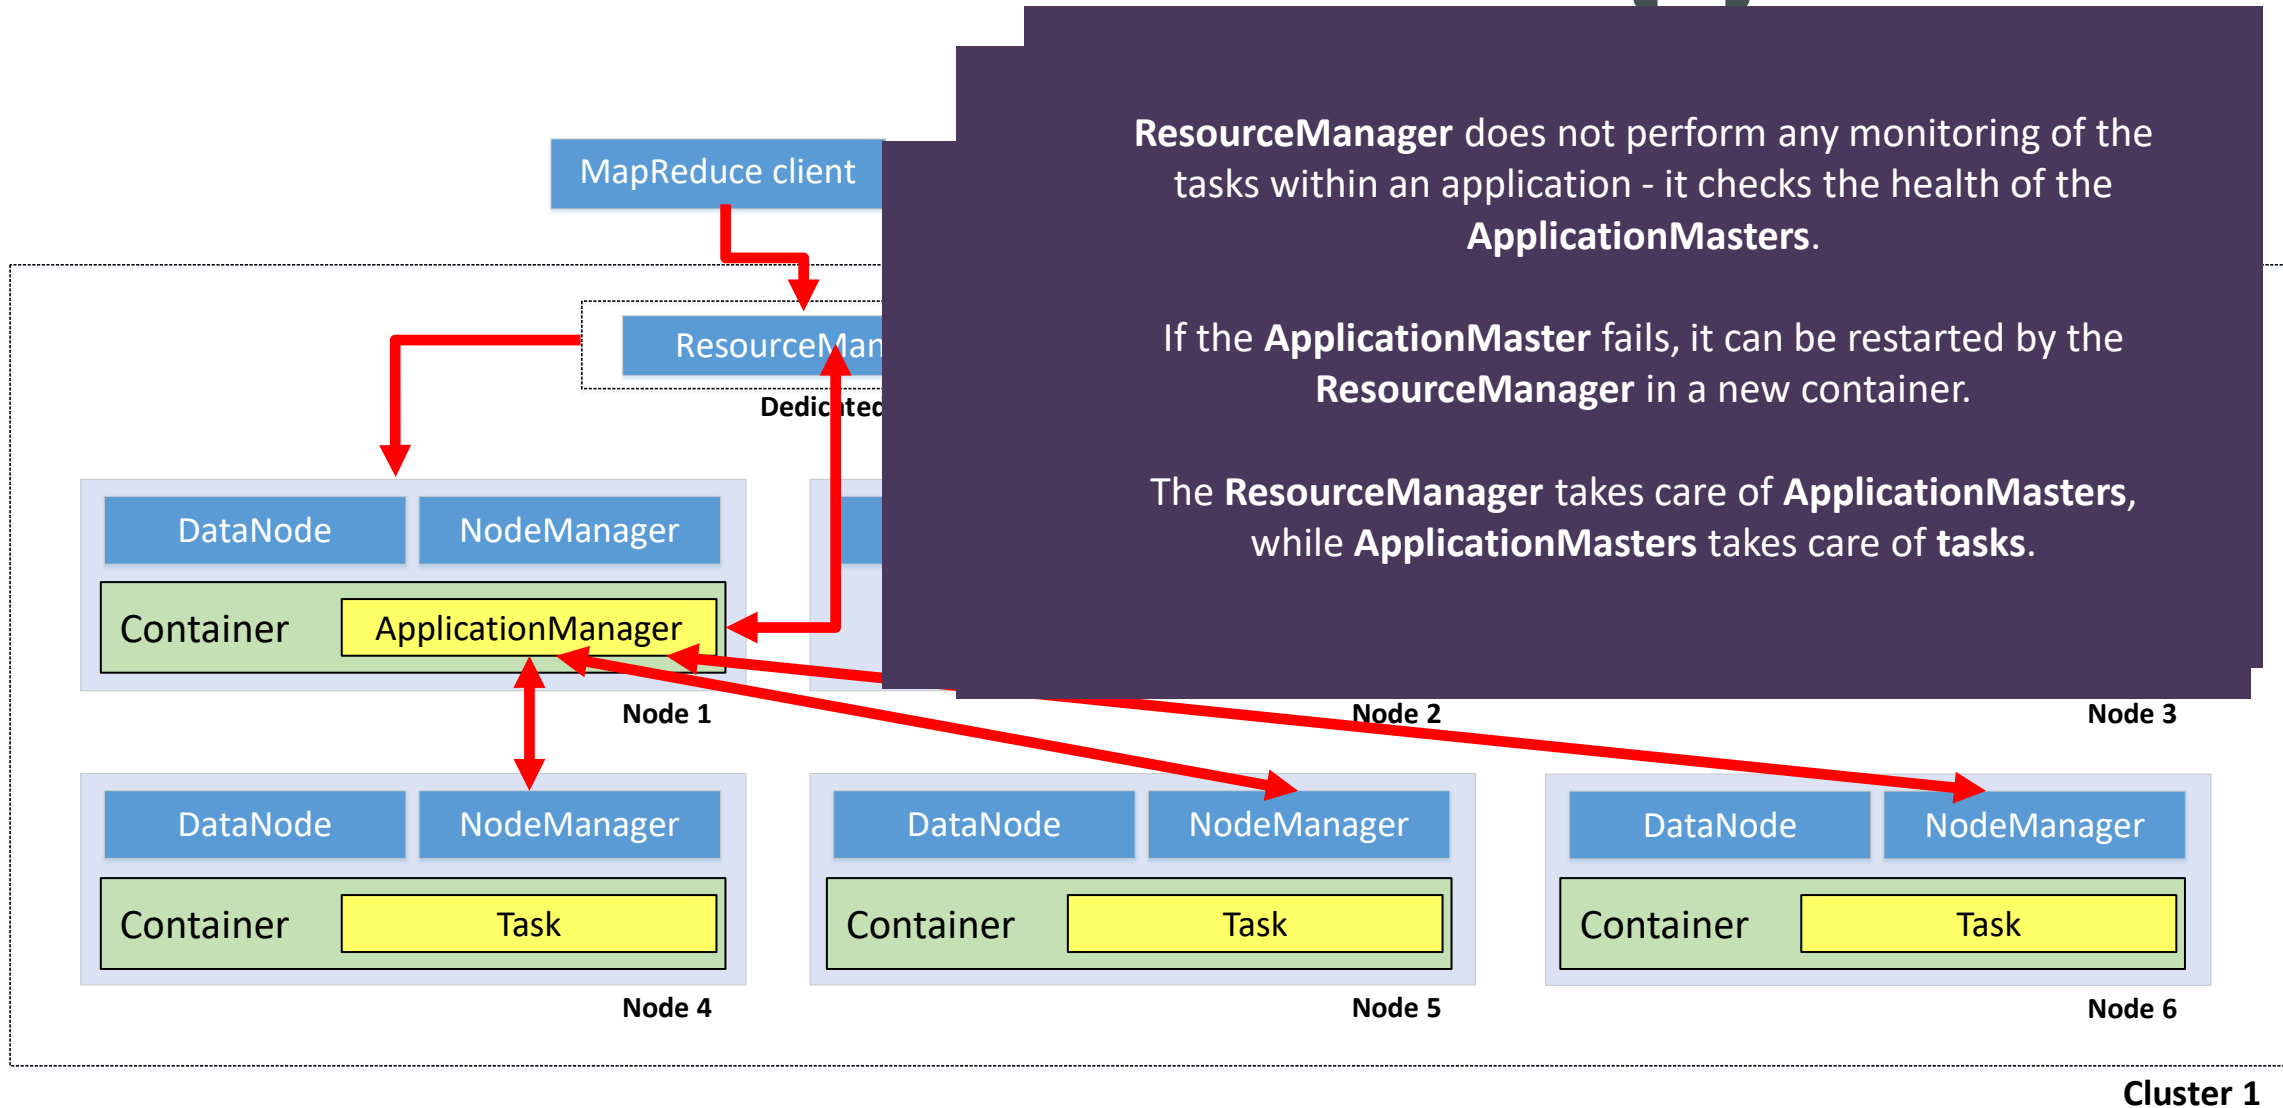 ResourceManager does not perform any monitoring of the
tasks within an application - it checks the health of the
ApplicationMasters.
If the ApplicationMaster fails, it can be restarted by the
ResourceManager in a new container.
The ResourceManager takes care of ApplicationMasters,
while ApplicationMasters takes care of tasks.
MapReduce client
ResourceMan
Dedicated
DataNode
NodeManager
Container
ApplicationManager
Node 1
Node 2
Node 3
DataNode
NodeManager
Container
Task
Node 4
DataNode
NodeManager
Container
Task
Node 5
DataNode
NodeManager
Container
Task
Node 6
Cluster 1